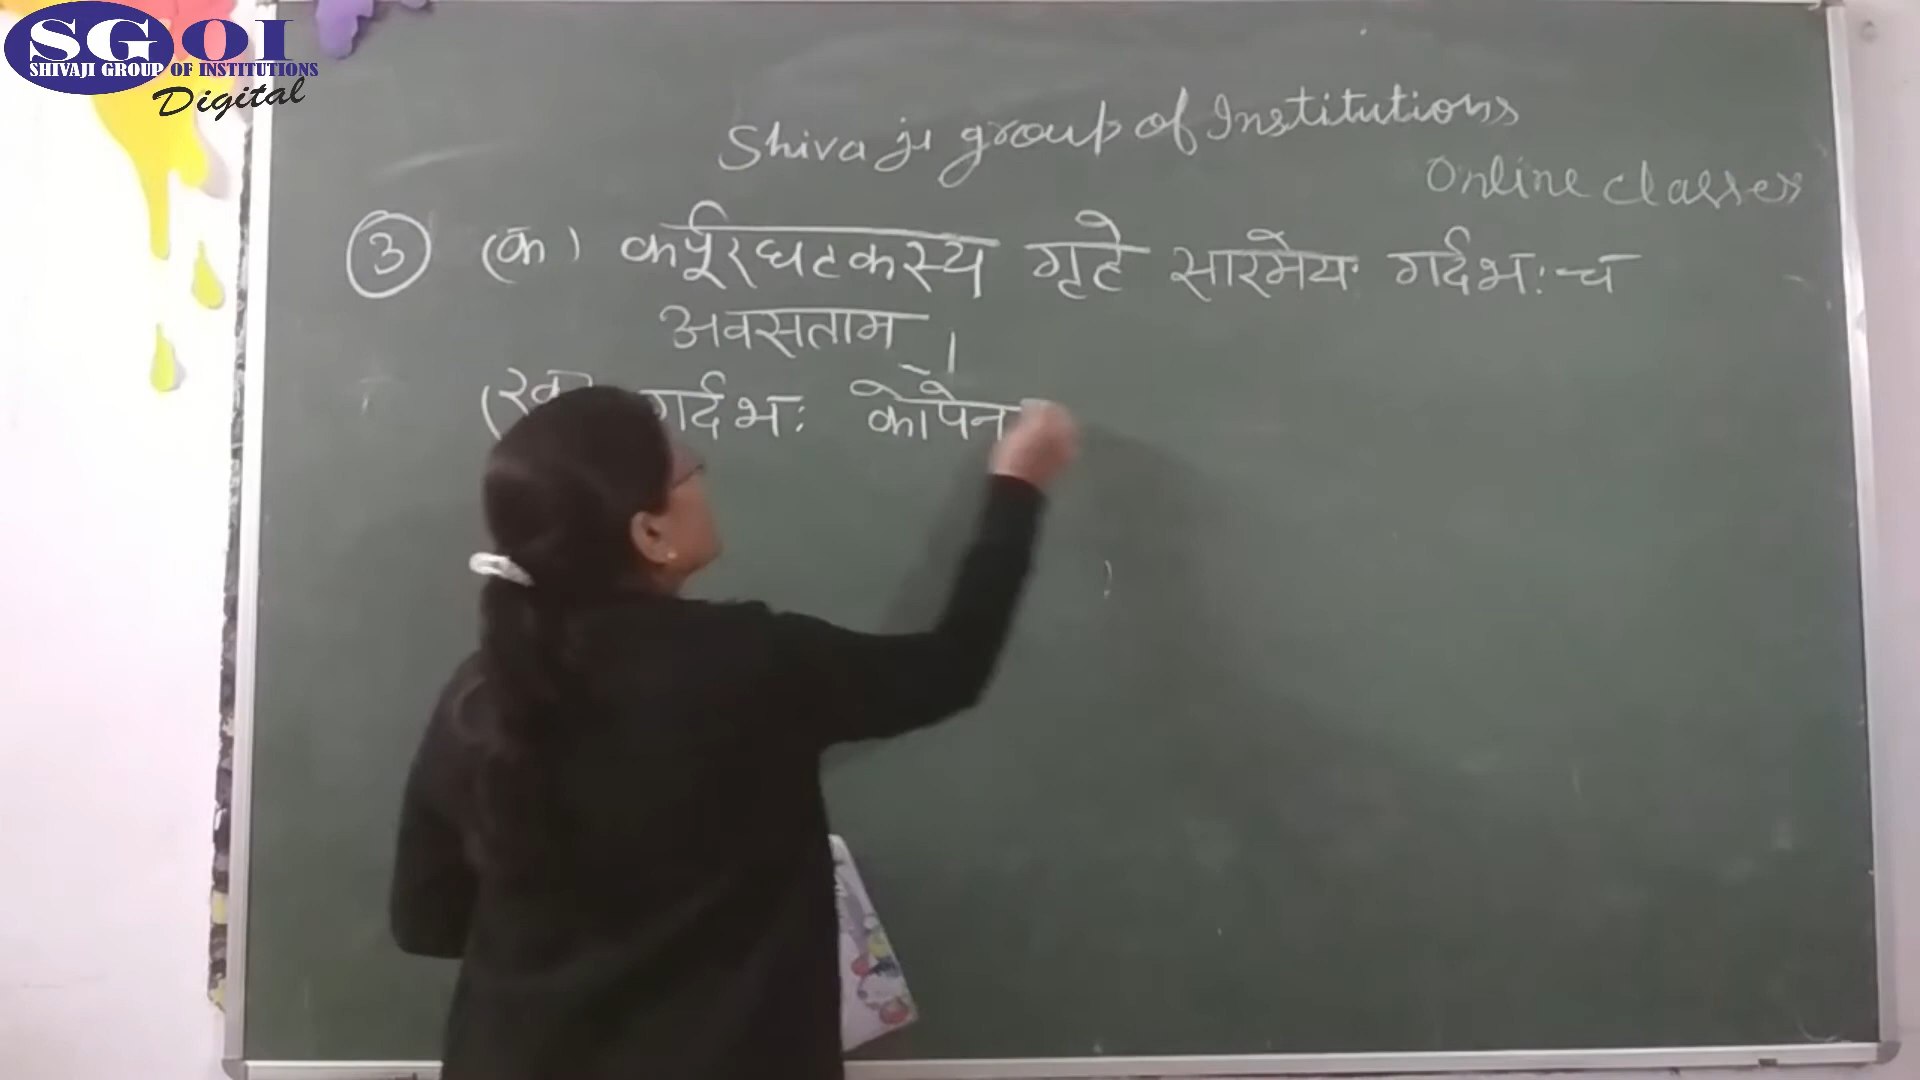 SGOI
SHIVAJI GROUP OF INSTITUTIONS
Digital
Shivaji group of Institutions
Online classes
③ (क) कर्पूरघटकस्य गृहे सारमेयः गर्दभः च
अवसताम्।
(ख) गर्दभः कोपेन